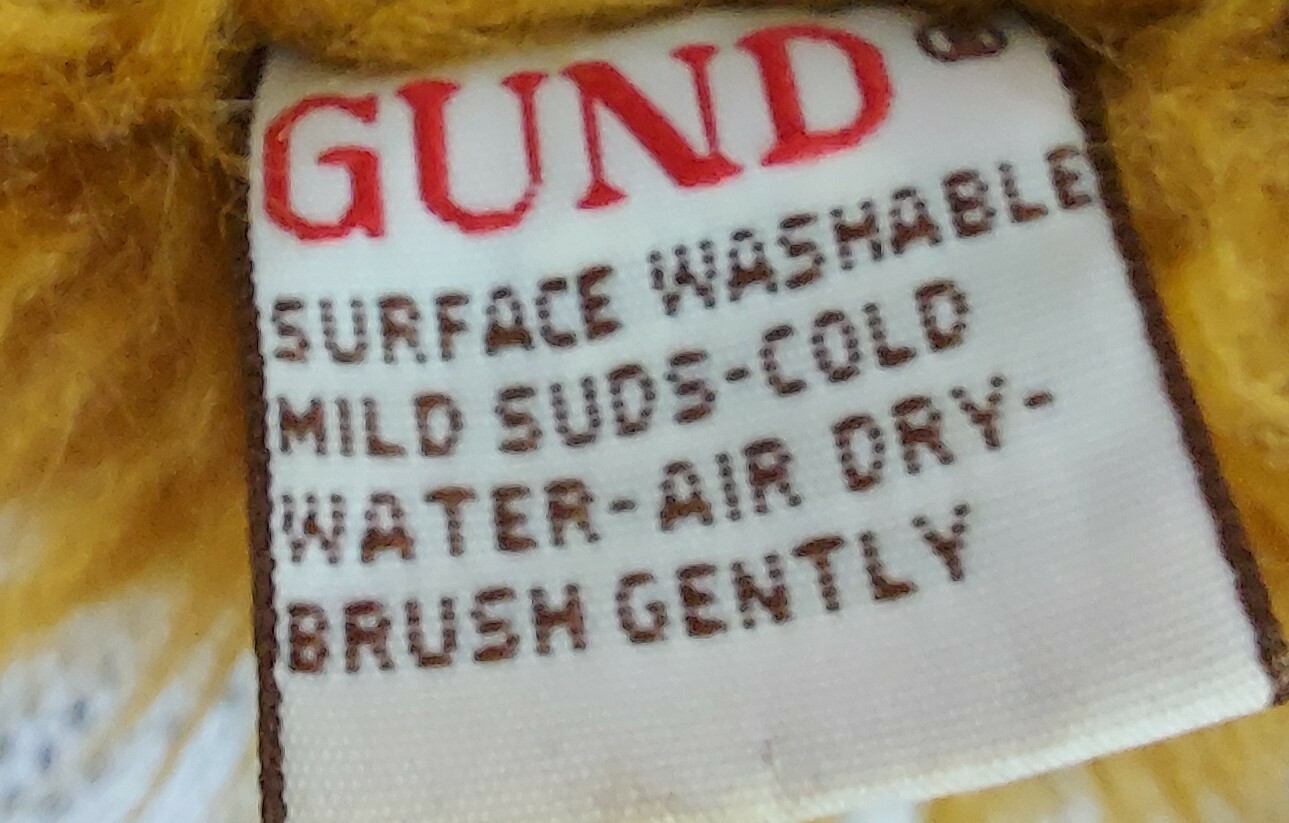 GUND®
SURFACE WASHABLE
MILD SUDS-COLD
WATER-AIR DRY-
BRUSH GENTLY